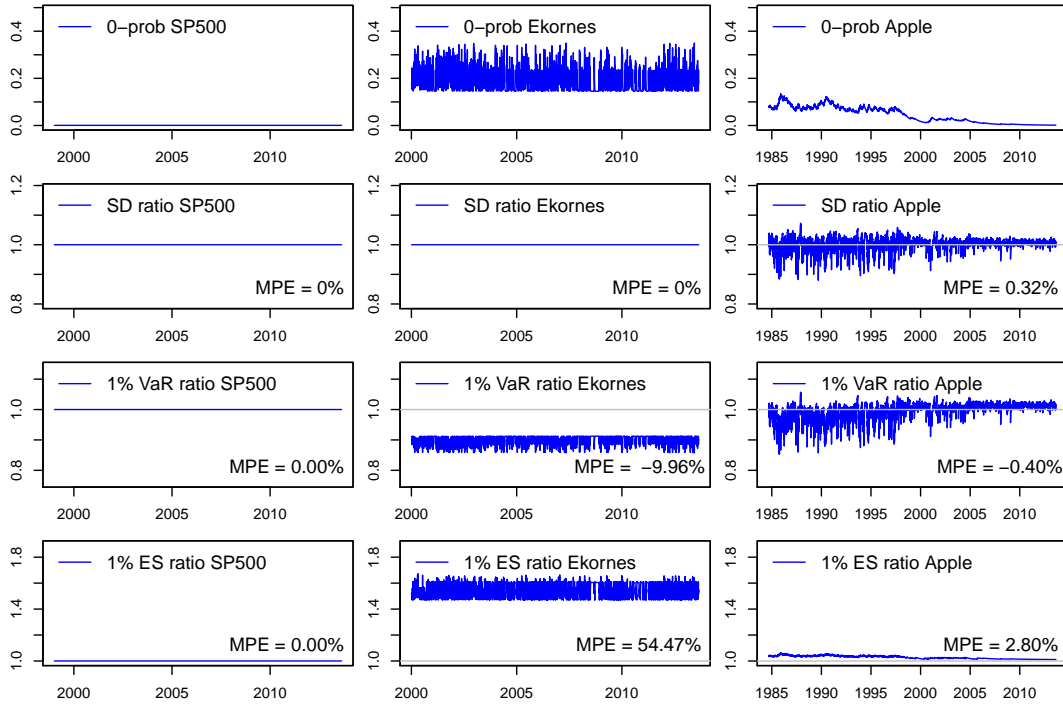 0−prob SP500
0.0 0.2 0.4
2000 2005 2010
0−prob Ekornes
0.0 0.2 0.4
2000 2005 2010
0−prob Apple
0.0 0.2 0.4
1985 1990 1995 2000 2005 2010
SD ratio SP500
MPE = 0%
0.8 1.0 1.2
2000 2005 2010
SD ratio Ekornes
MPE = 0%
0.8 1.0 1.2
2000 2005 2010
SD ratio Apple
MPE = 0.32%
0.8 1.0 1.2
1985 1990 1995 2000 2005 2010
1% VaR ratio SP500
MPE = 0.00%
0.8 1.0
2000 2005 2010
1% VaR ratio Ekornes
MPE = −9.96%
0.8 1.0
2000 2005 2010
1% VaR ratio Apple
MPE = −0.40%
0.8 1.0
1985 1990 1995 2000 2005 2010
1% ES ratio SP500
MPE = 0.00%
1.0 1.4 1.8
2000 2005 2010
1% ES ratio Ekornes
MPE = 54.47%
1.0 1.4 1.8
2000 2005 2010
1% ES ratio Apple
MPE = 2.80%
1.0 1.4 1.8
1985 1990 1995 2000 2005 2010